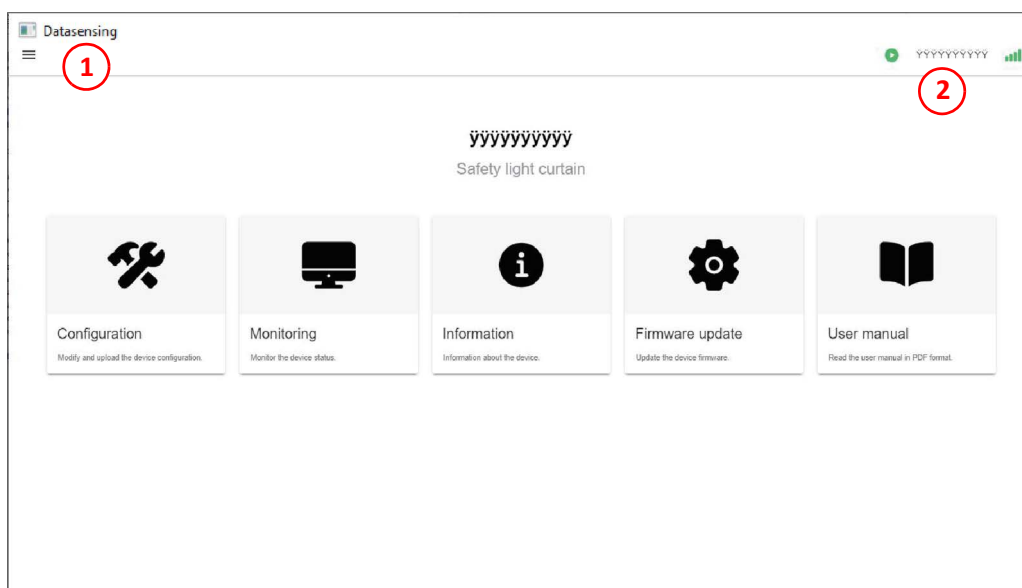 Datasensing
1
ŸŸŸŸŸŸŸŸŸŸ
2
ÿÿÿÿÿÿÿÿÿÿ
Safety light curtain
Configuration
Modify and upload the device configuration.
Monitoring
Monitor the device status.
Information
Information about the device.
Firmware update
Update the device firmware.
User manual
Read the user manual in PDF format.